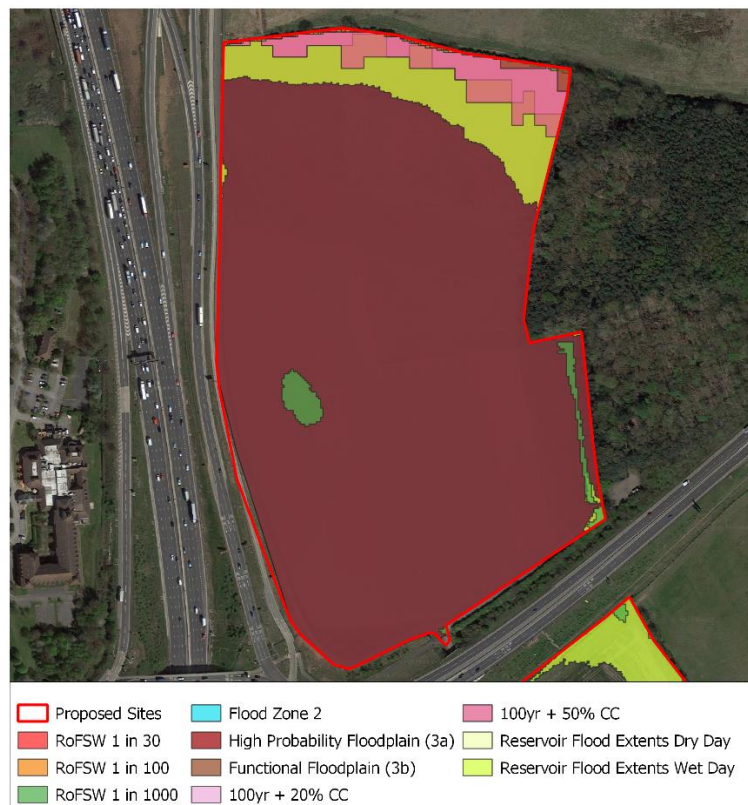 Proposed Sites
RoFSW 1 in 30
RoFSW 1 in 100
RoFSW 1 in 1000
Flood Zone 2
High Probability Floodplain (3a)
Functional Floodplain (3b)
100yr + 20% CC
100yr + 50% CC
Reservoir Flood Extents Dry Day
Reservoir Flood Extents Wet Day